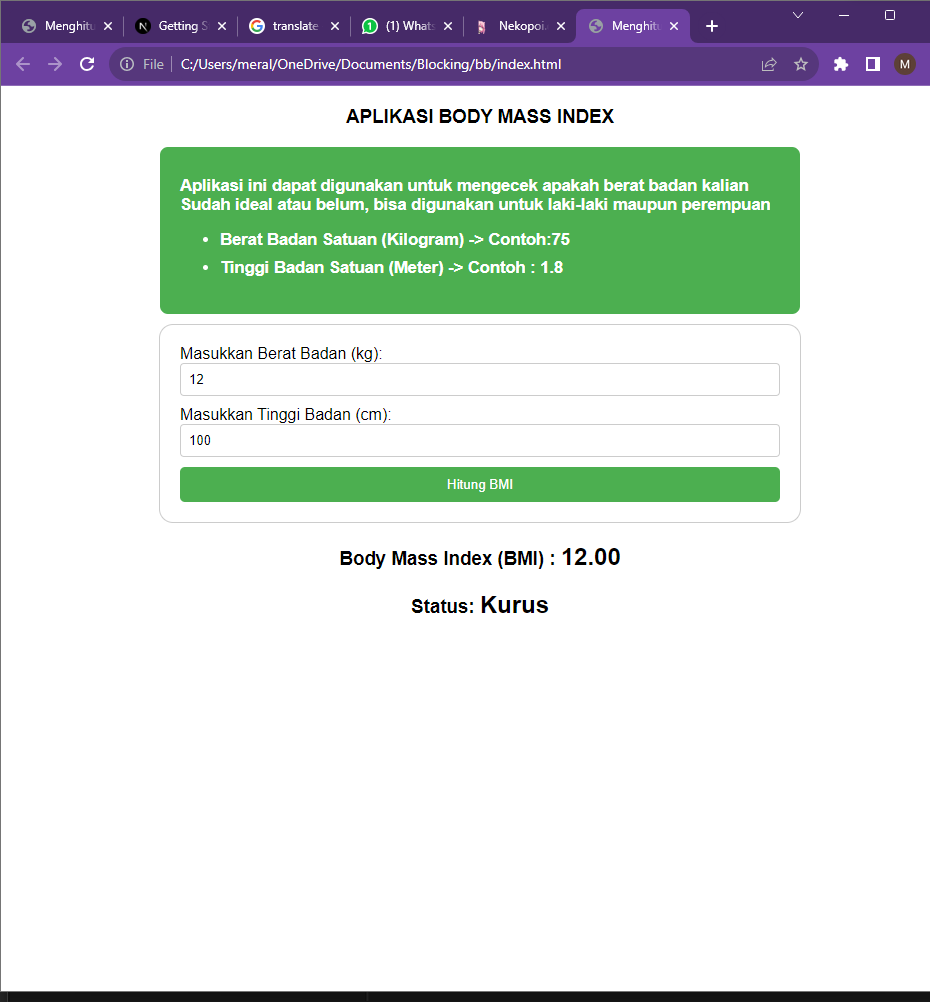 Menghitu
Getting S
translate
(1) Whats
Nekopoi.
Menghitu
File
C:/Users/meral/OneDrive/Documents/Blocking/bb/index.html
M
APLIKASI BODY MASS INDEX
Aplikasi ini dapat digunakan untuk mengecek apakah berat badan kalian
Sudah ideal atau belum, bisa digunakan untuk laki-laki maupun perempuan
• Berat Badan Satuan (Kilogram) -> Contoh:75
• Tinggi Badan Satuan (Meter) -> Contoh : 1.8
Masukkan Berat Badan (kg):
12
Masukkan Tinggi Badan (cm):
100
Hitung BMI
Body Mass Index (BMI) : 12.00
Status: Kurus